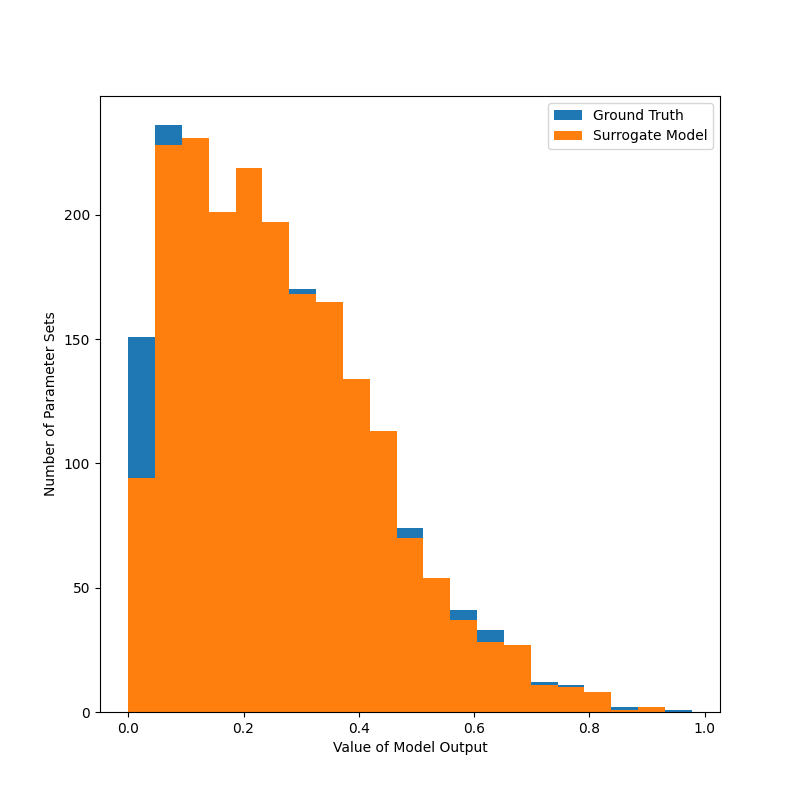 Ground Truth
Surrogate Model
200
150
100
50
0
0.0 0.2 0.4 0.6 0.8 1.0
Number of Parameter Sets
Value of Model Output